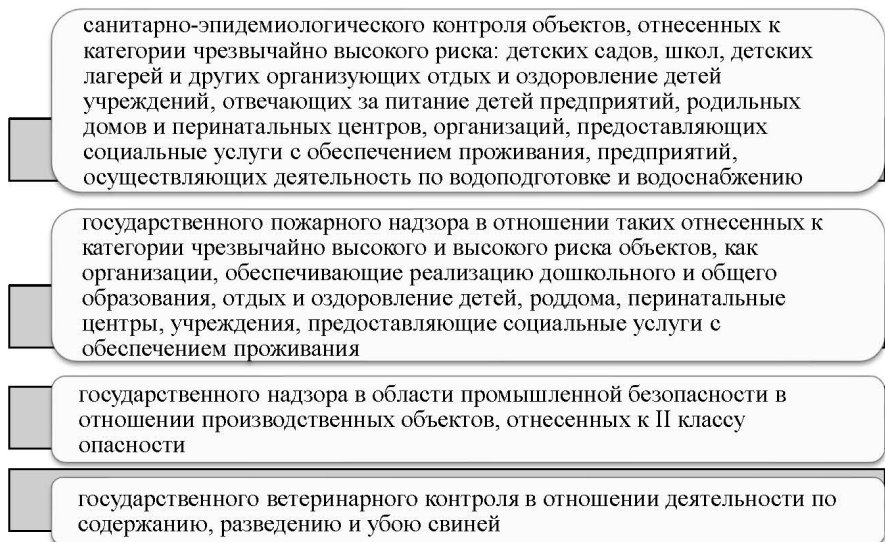 санитарно-эпидемиологического контроля объектов, отнесенных к
категории чрезвычайно высокого риска: детских садов, школ, детских
лагерей и других организующих отдых и оздоровление детей
учреждений, отвечающих за питание детей предприятий, родильных
домов и перинатальных центров, организаций, предоставляющих
социальные услуги с обеспечением проживания, предприятий,
осуществляющих деятельность по водоподготовке и водоснабжению
государственного пожарного надзора в отношении таких отнесенных к
категории чрезвычайно высокого и высокого риска объектов, как
организации, обеспечивающие реализацию дошкольного и общего
образования, отдых и оздоровление детей, роддома, перинатальные
центры, учреждения, предоставляющие социальные услуги с
обеспечением проживания
государственного надзора в области промышленной безопасности в
отношении производственных объектов, отнесенных к II классу
опасности
государственного ветеринарного контроля в отношении деятельности по
содержанию, разведению и убою свиней